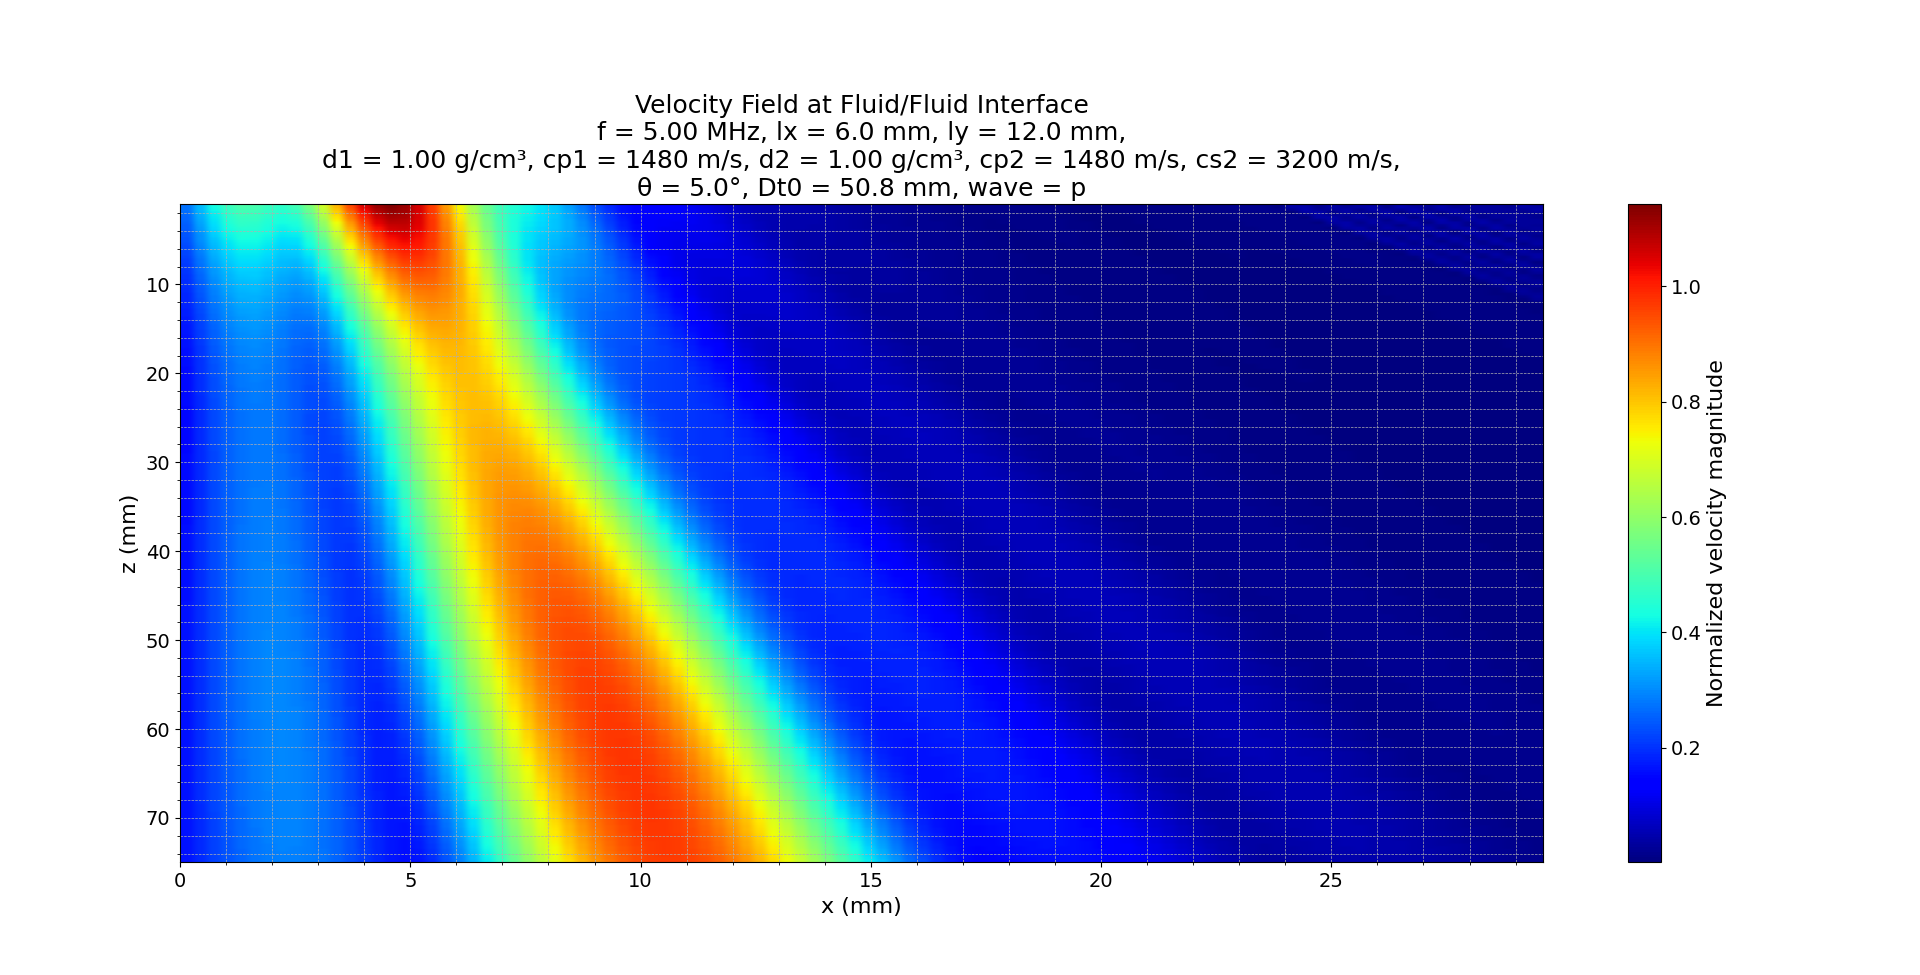 Velocity Field at Fluid/Fluid Interface
f = 5.00 MHz, lx = 6.0 mm, ly = 12.0 mm,
d1 = 1.00 g/cm³, cp1 = 1480 m/s, d2 = 1.00 g/cm³, cp2 = 1480 m/s, cs2 = 3200 m/s,
θ = 5.0°, Dt0 = 50.8 mm, wave = p
z (mm)
10
20
30
40
50
60
70
0 5 10 15 20 25
x (mm)
1.0
0.8
0.6
0.4
0.2
Normalized velocity magnitude